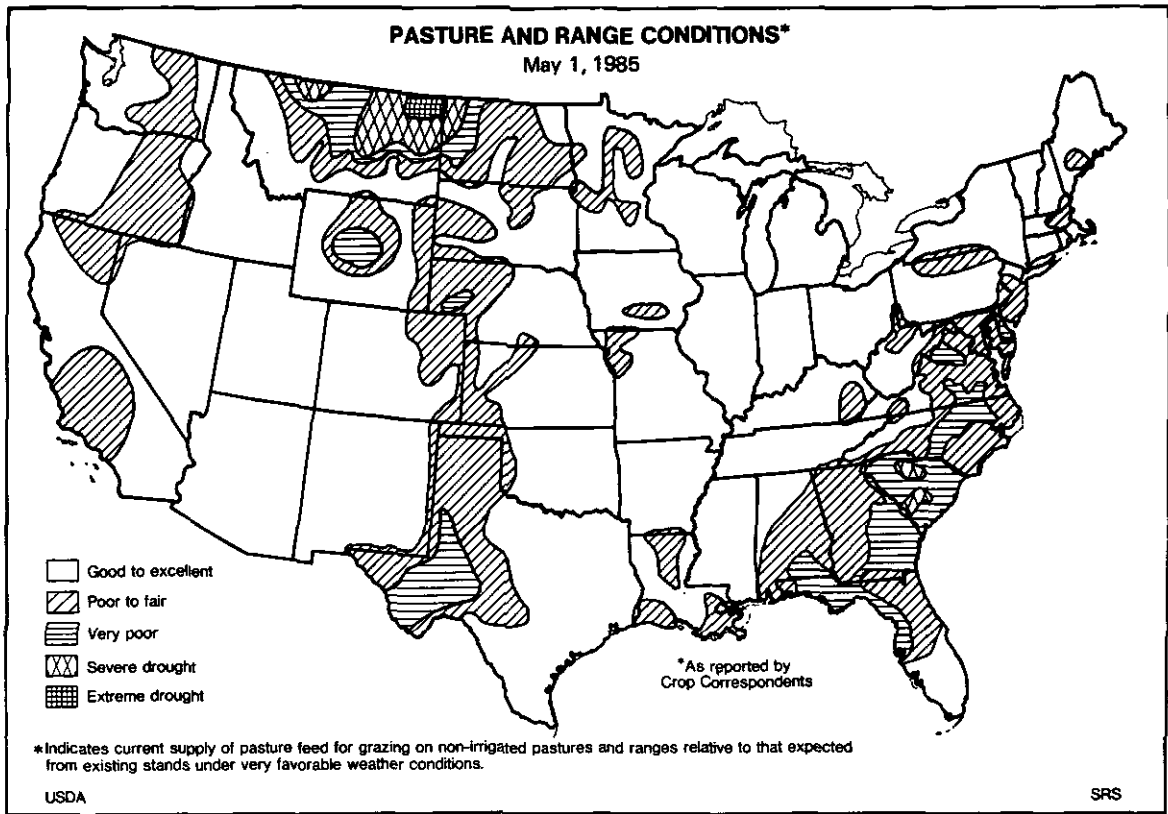 PASTURE AND RANGE CONDITIONS*
May 1, 1985
Good to excellent
Poor to fair
Very poor
Severe drought
Extreme drought
*As reported by
Crop Correspondents
*Indicates current supply of pasture feed for grazing on non-irrigated pastures and ranges relative to that expected
from existing stands under very favorable weather conditions.
USDA
SRS